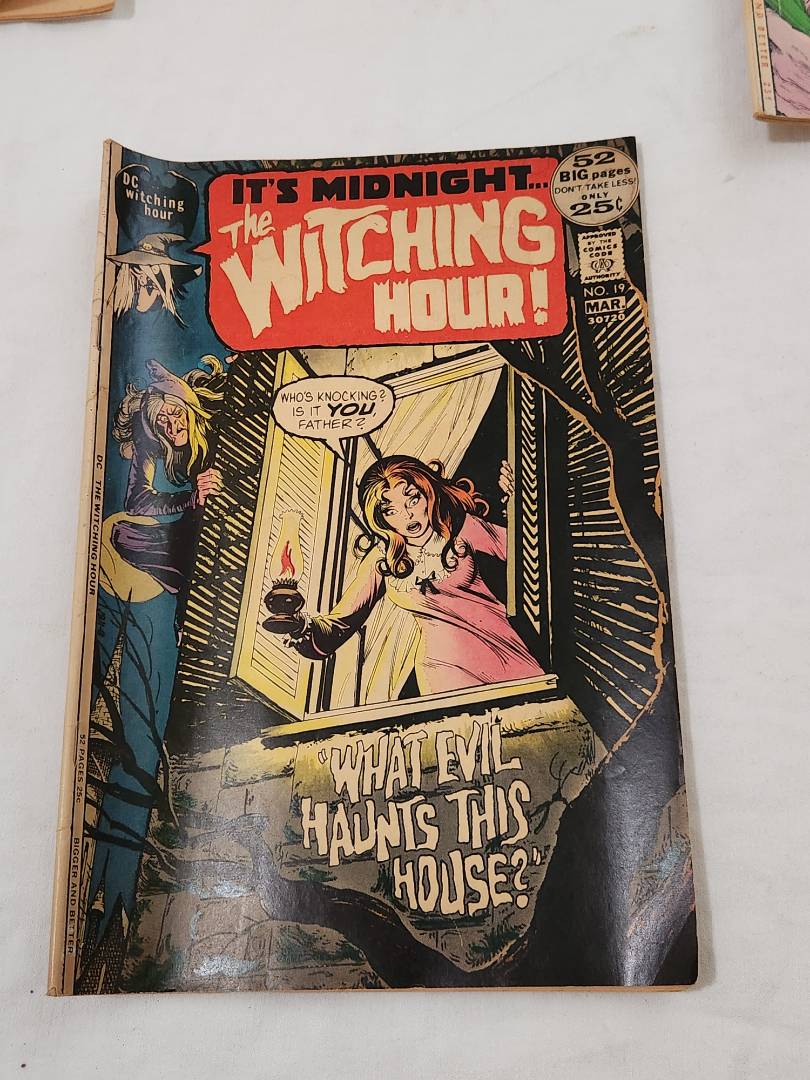 DC
witching
hour
IT'S MIDNIGHT...
The
WITCHING
HOUR!
52
BIG pages
DON'T TAKE LESS!
ONLY
25¢
APPROVED
BY THE
COMICS
CODE
AUTHORITY
NO. 19
MAR.
30720
WHO'S KNOCKING?
IS IT YOU,
FATHER?
"WHAT EVIL
HAUNTS THIS
HOUSE?"
DC THE WITCHING HOUR
52 PAGES 25¢
BIGGER AND BETTER